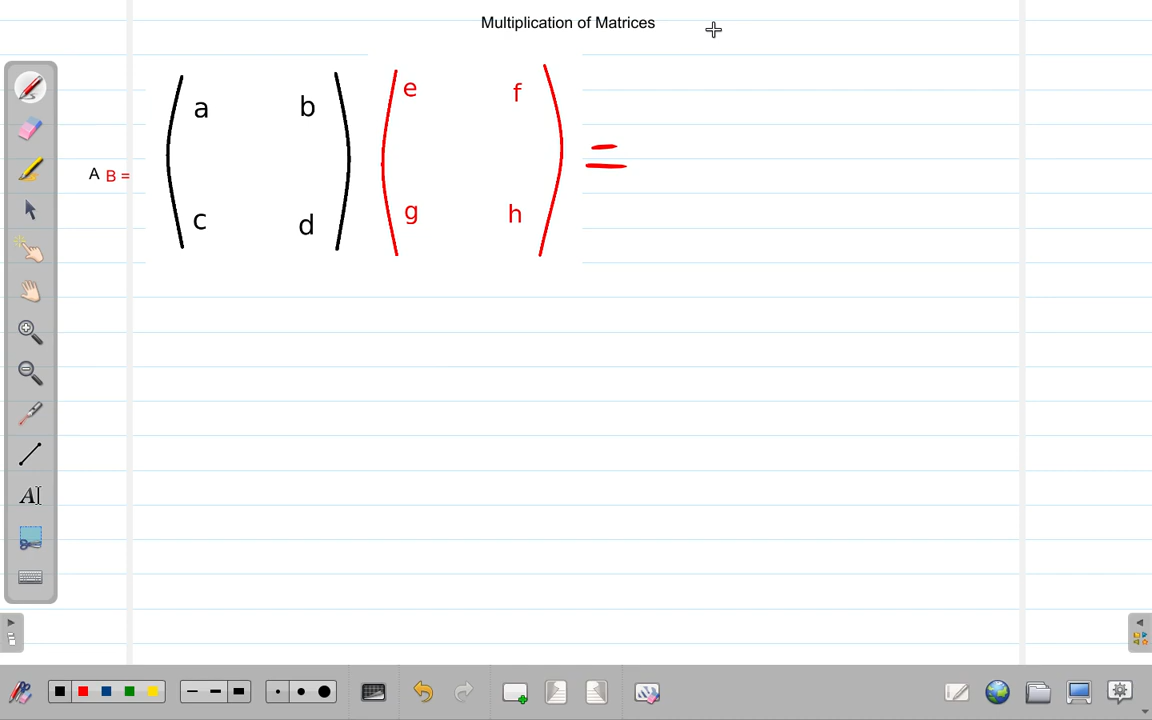 Multiplication of Matrices
a b e f
A B = =
c d g h